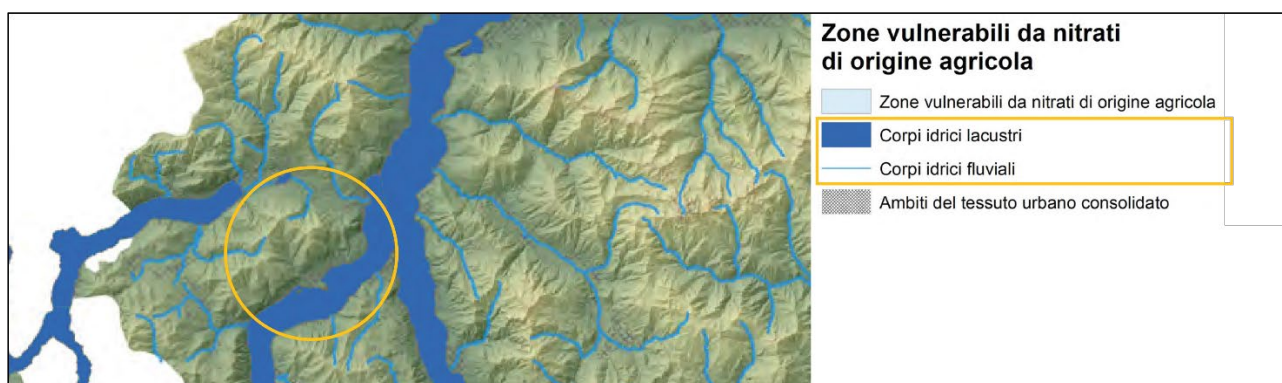 Zone vulnerabili da nitrati
di origine agricola
Zone vulnerabili da nitrati di origine agricola
Corpi idrici lacustri
Corpi idrici fluviali
Ambiti del tessuto urbano consolidato